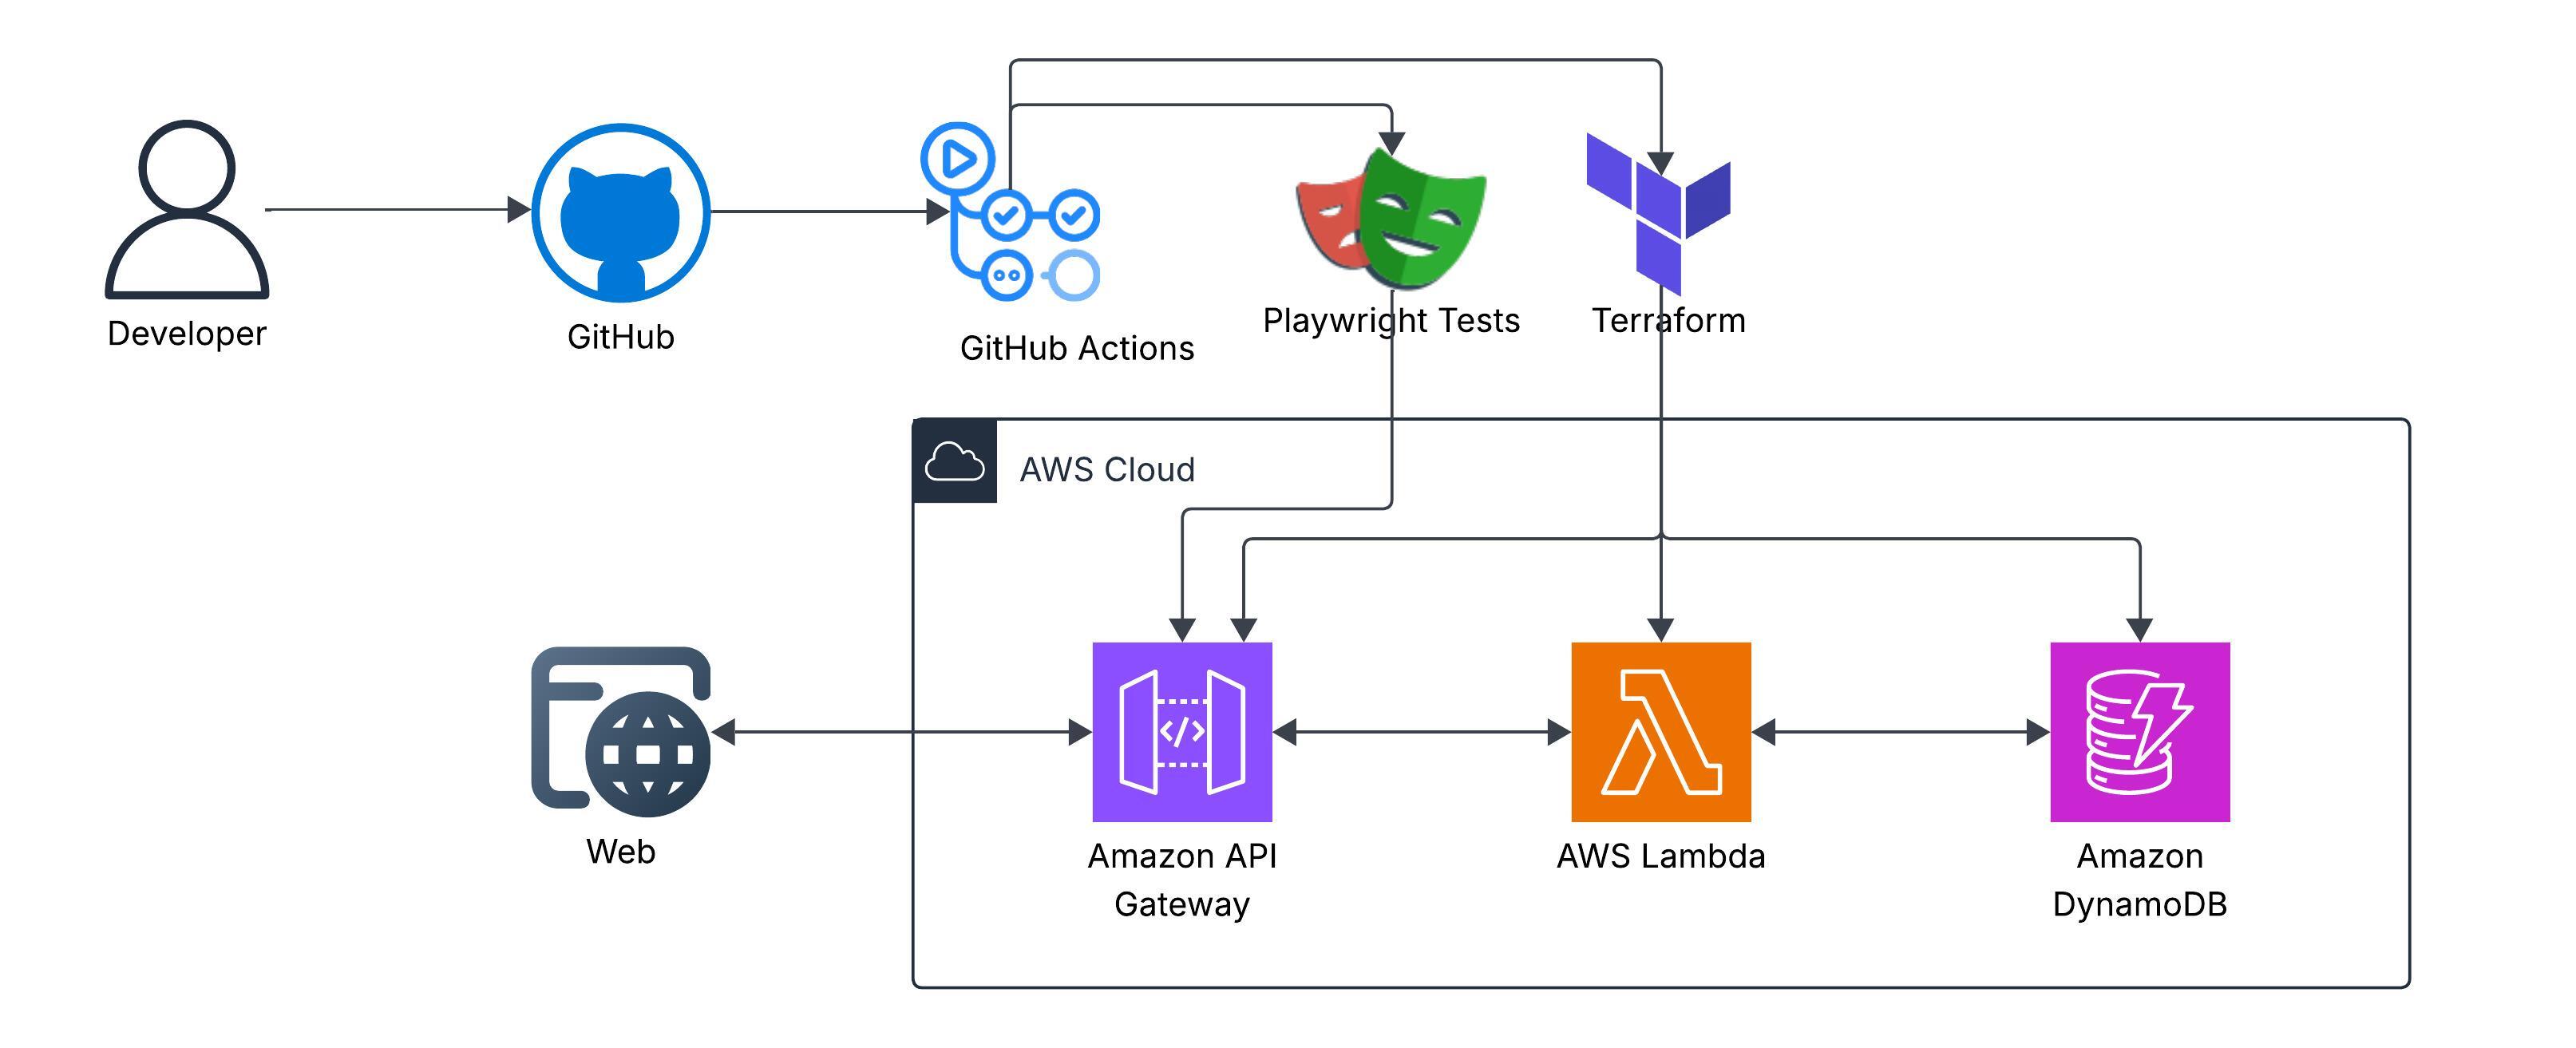 Developer
GitHub
GitHub Actions
Playwright Tests
Terraform
AWS Cloud
Web
Amazon API
Gateway
AWS Lambda
Amazon
DynamoDB